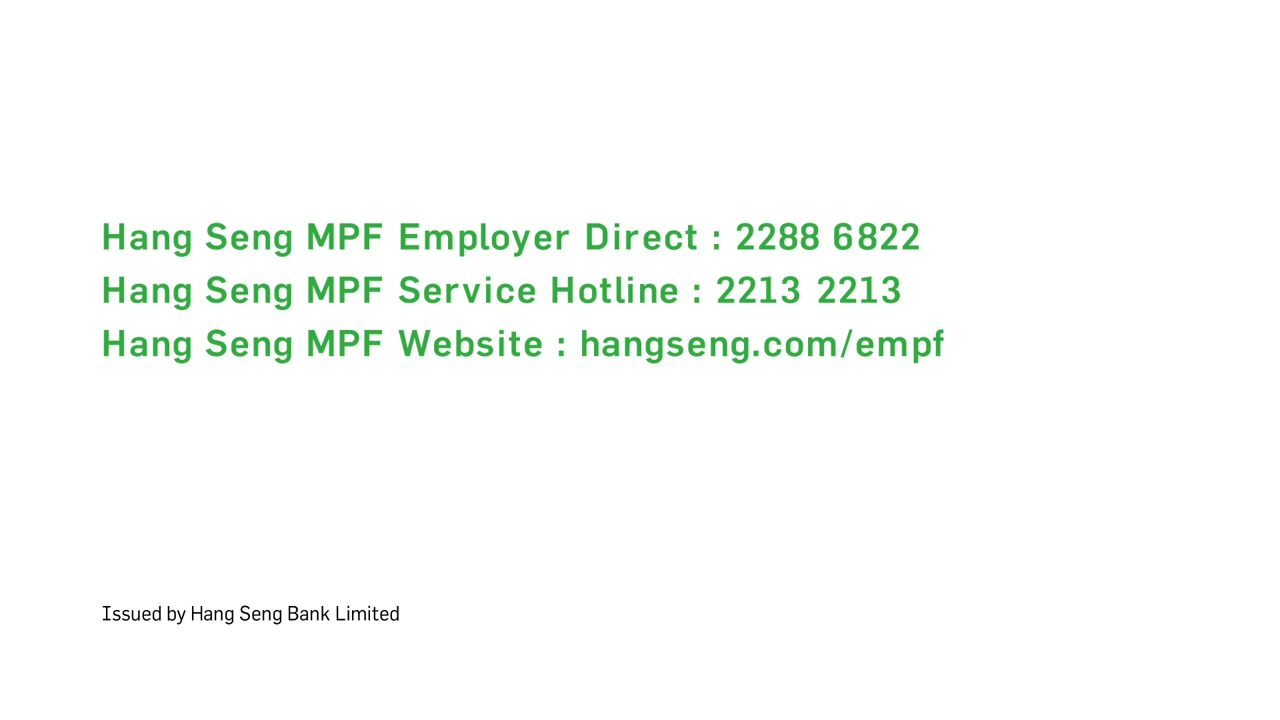 Hang Seng MPF Employer Direct : 2288 6822
Hang Seng MPF Service Hotline : 2213 2213
Hang Seng MPF Website : hangseng.com/empf
Issued by Hang Seng Bank Limited